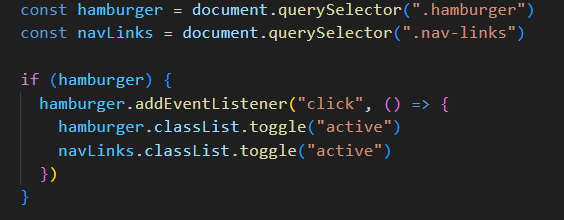 const hamburger = document.querySelector(".hamburger")
const navLinks = document.querySelector(".nav-links")

if (hamburger) {
  hamburger.addEventListener("click", () => {
    hamburger.classList.toggle("active")
    navLinks.classList.toggle("active")
  })
}